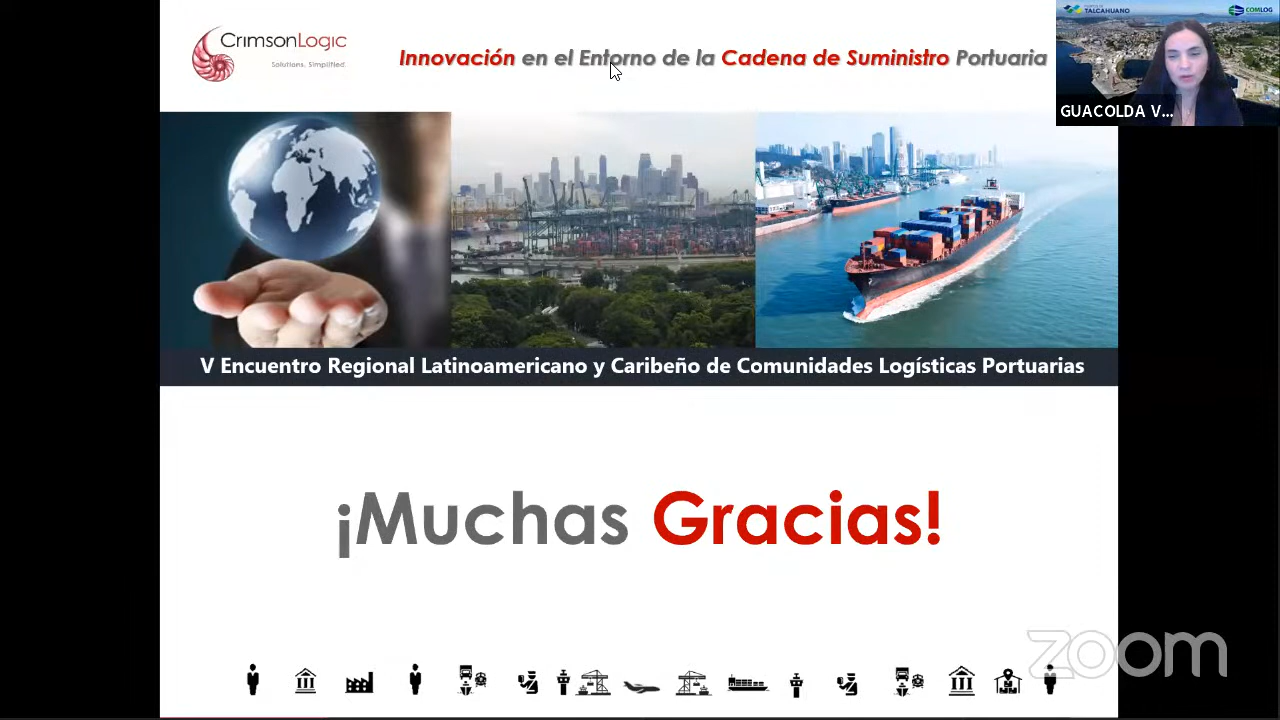 CrimsonLogic
Solutions. Simplified.
Innovación en el Entorno de la Cadena de Suministro Portuaria
TALCAHUANO
COMLOG
GUACOLDA V...
V Encuentro Regional Latinoamericano y Caribeño de Comunidades Logísticas Portuarias
¡Muchas Gracias!
zoom